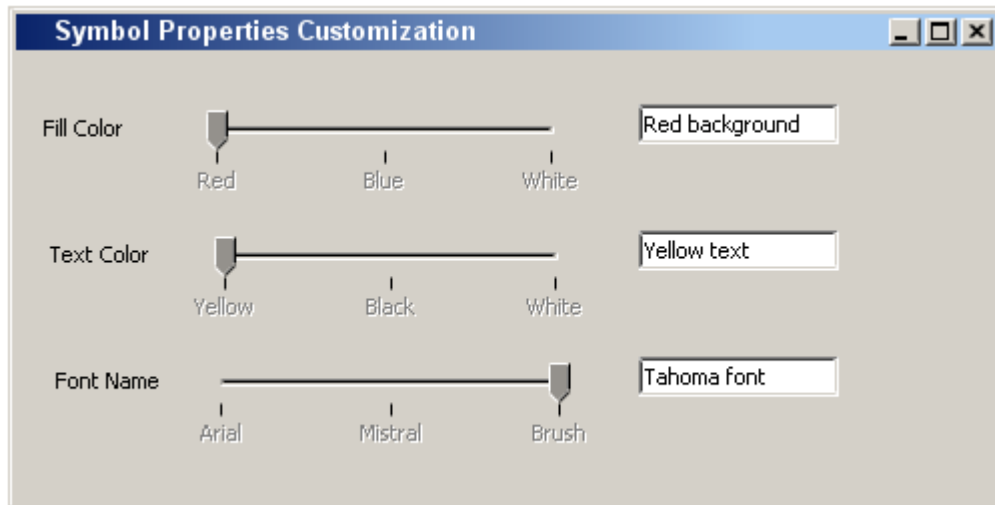 Symbol Properties Customization
Fill Color
Red background
Red Blue White
Text Color
Yellow text
Yellow Black White
Font Name
Tahoma font
Arial Mistral Brush